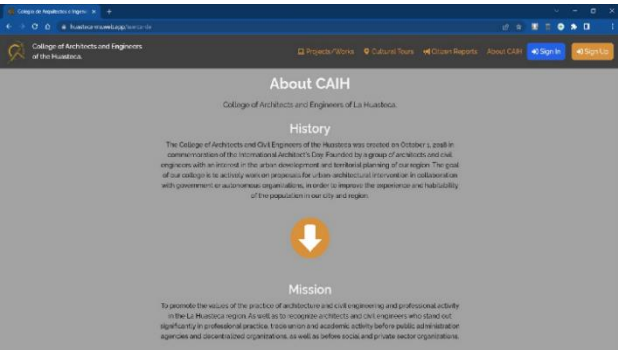 Colegio de Arquitectos e Ingenie
huastecarenswebapp/acerca-de
College of Architects and Engineers
of the Huasteca.
Projects/Works
Cultural Tours
Citizen Reports
About CAIH
Sign In
Sign Up
About CAIH
College of Architects and Engineers of La Huasteca.
History
The College of Architects and Civil Engineers of the Huasteca was created on October 1, 2018 in
commemoration of the International Architect's Day. Founded by a group of architects and civil
engineers with an interest in the urban development and territorial planning of our region. The goal
of our college is to actively work on proposes for urban-architectural intervention in collaboration
with government or autonomous organizations, in order to improve the experience and habitability
of the population in our city and region.
Mission
To promote the values of the practice of architecture and civil engineering and professional activity
in the La Huasteca region. As well as to recognize architects and civil engineers who stand out
significantly in professional practice, trade union and academic activity before public administration
agencies and decentralized organizations, as well as before social and private sector organizations.